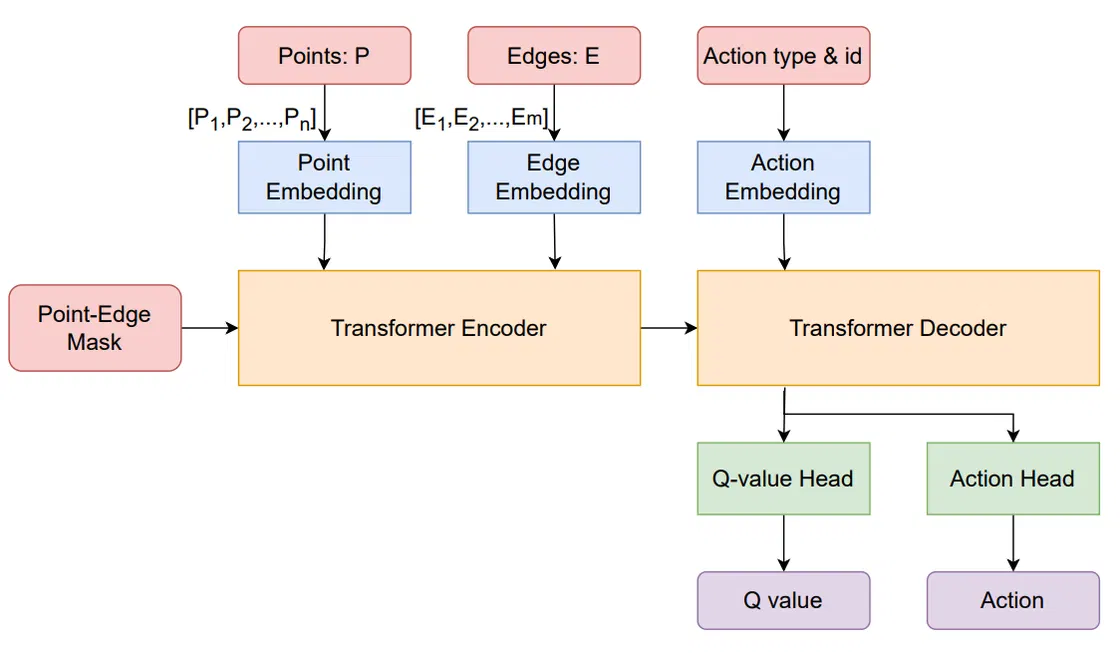 Points: P
Edges: E
Action type & id
[P1,P2,...,Pn]
[E1,E2,...,Em]
Point
Embedding
Edge
Embedding
Action
Embedding
Point-Edge
Mask
Transformer Encoder
Transformer Decoder
Q-value Head
Action Head
Q value
Action